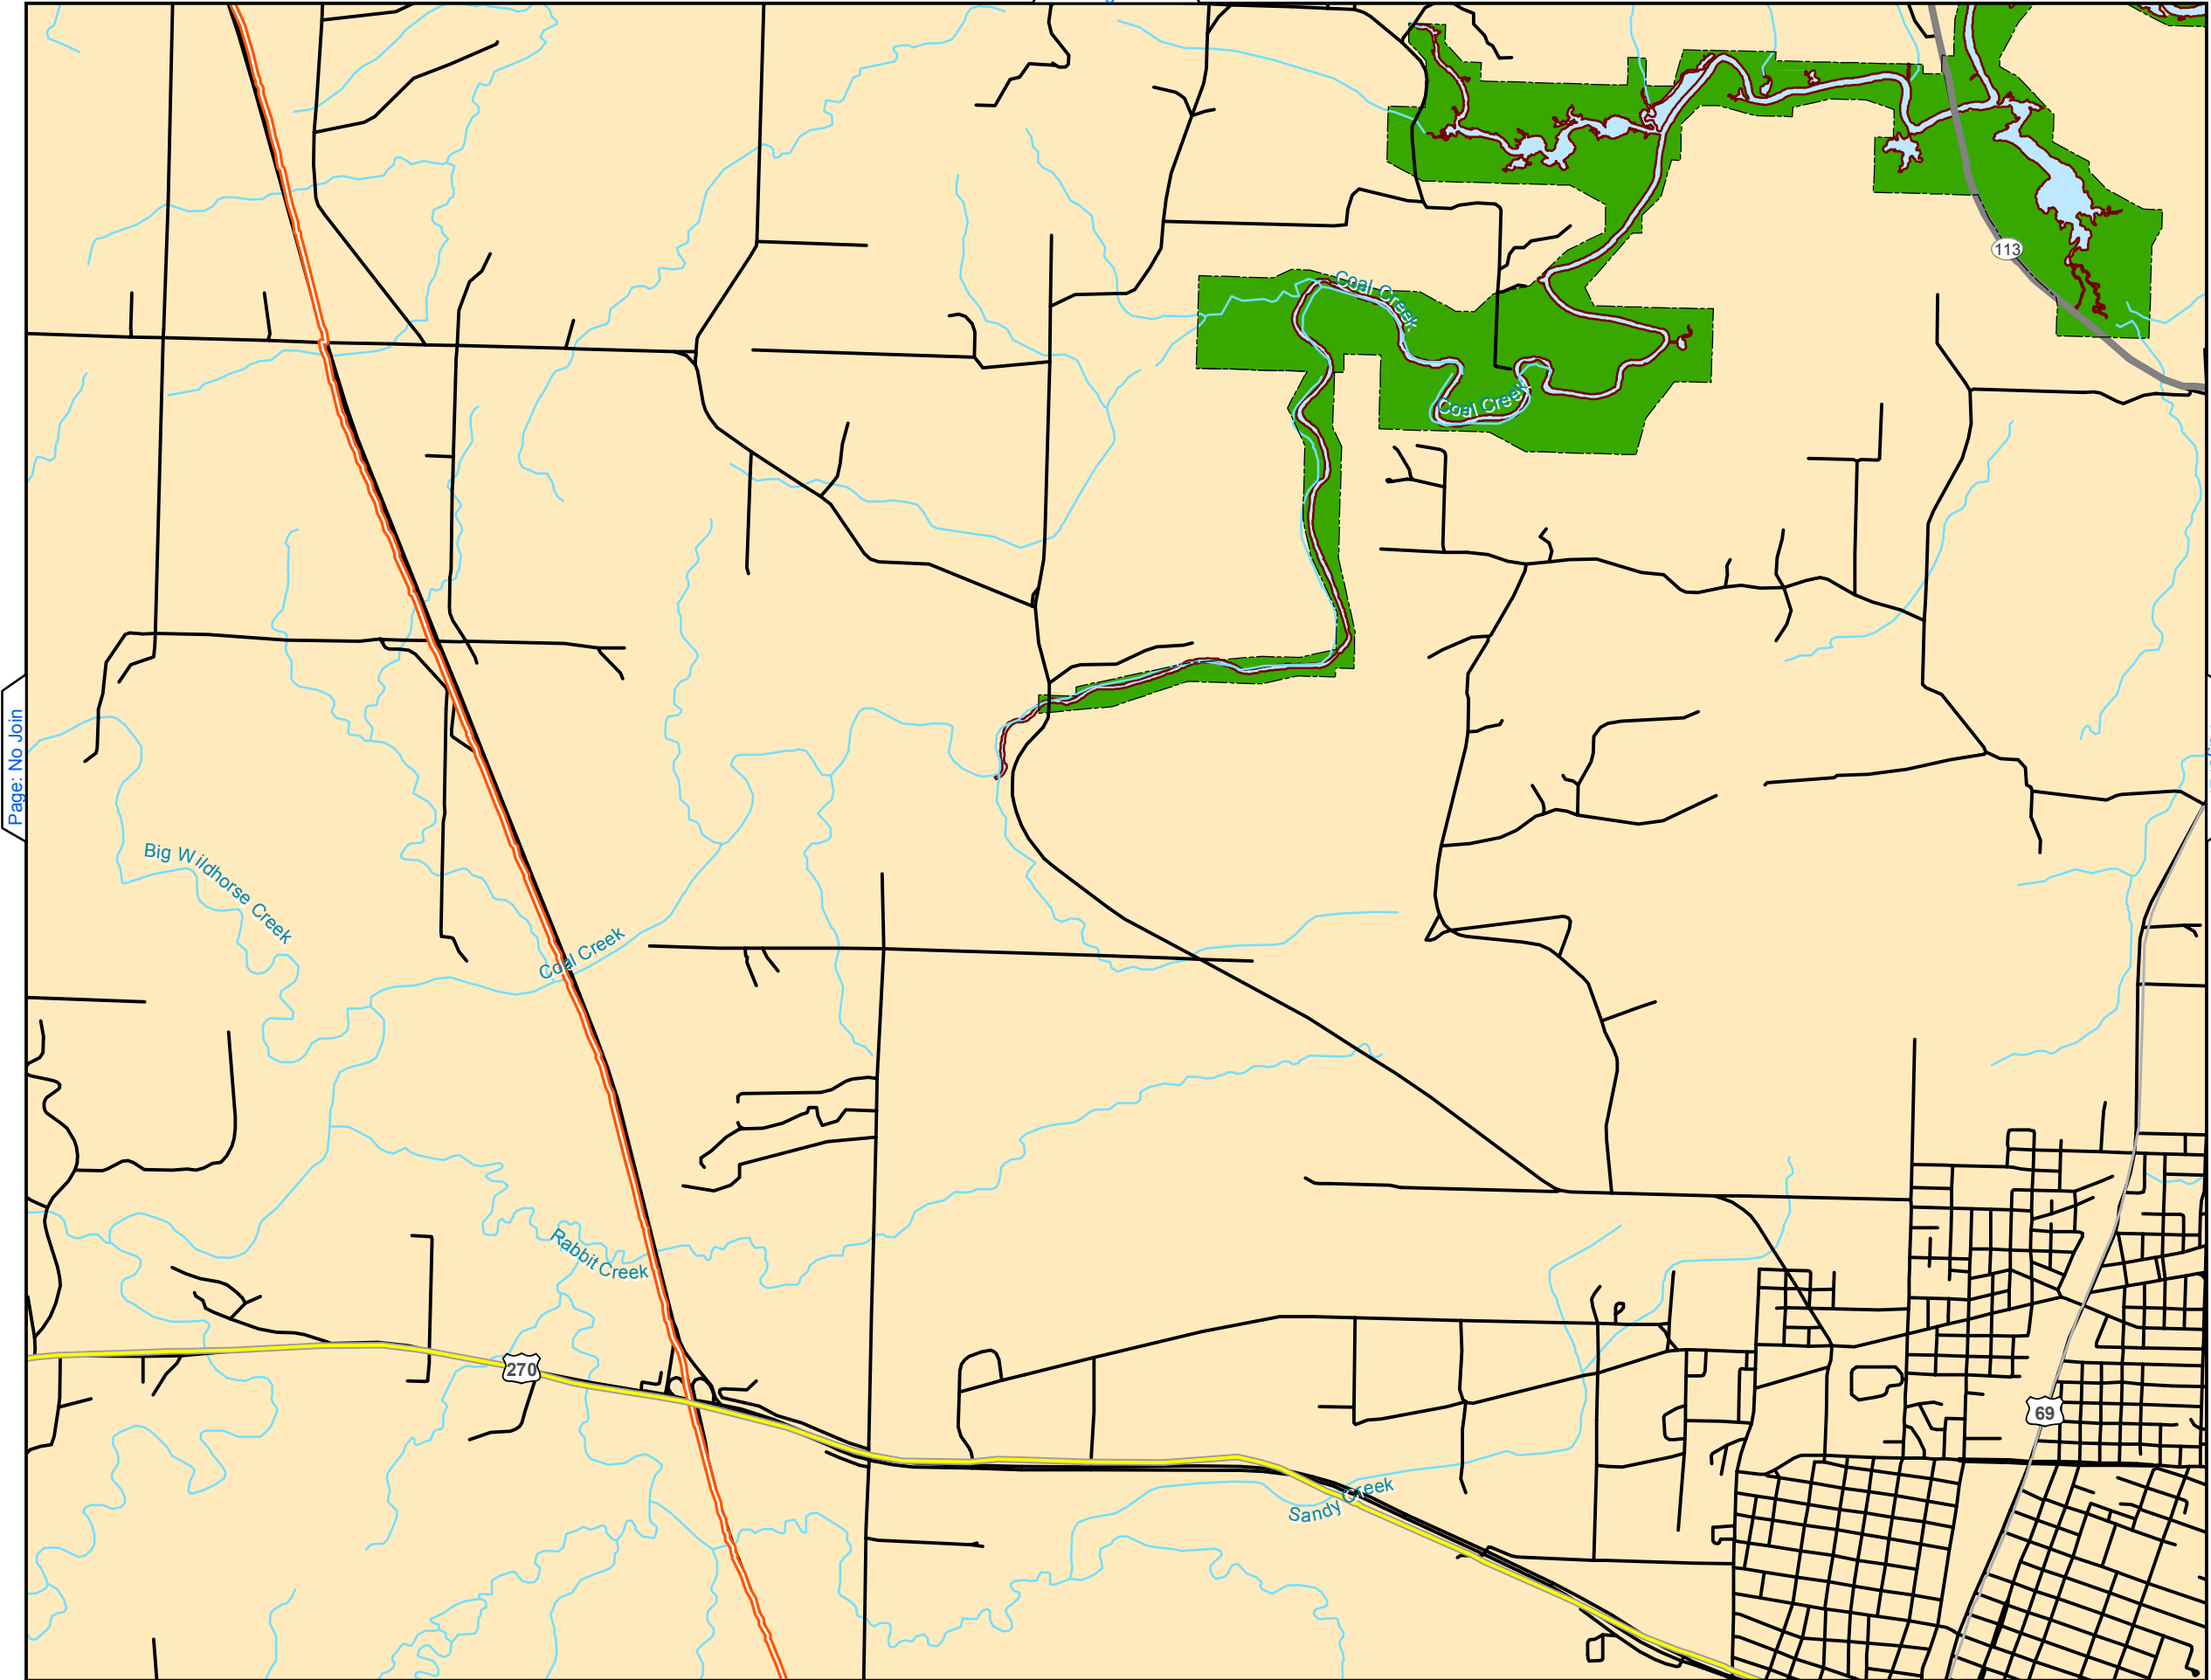 113
Coal Creek
Coal Creek
Page: No Join
Big Wildhorse Creek
Coal Creek
Rabbit Creek
270
69
Sandy Creek